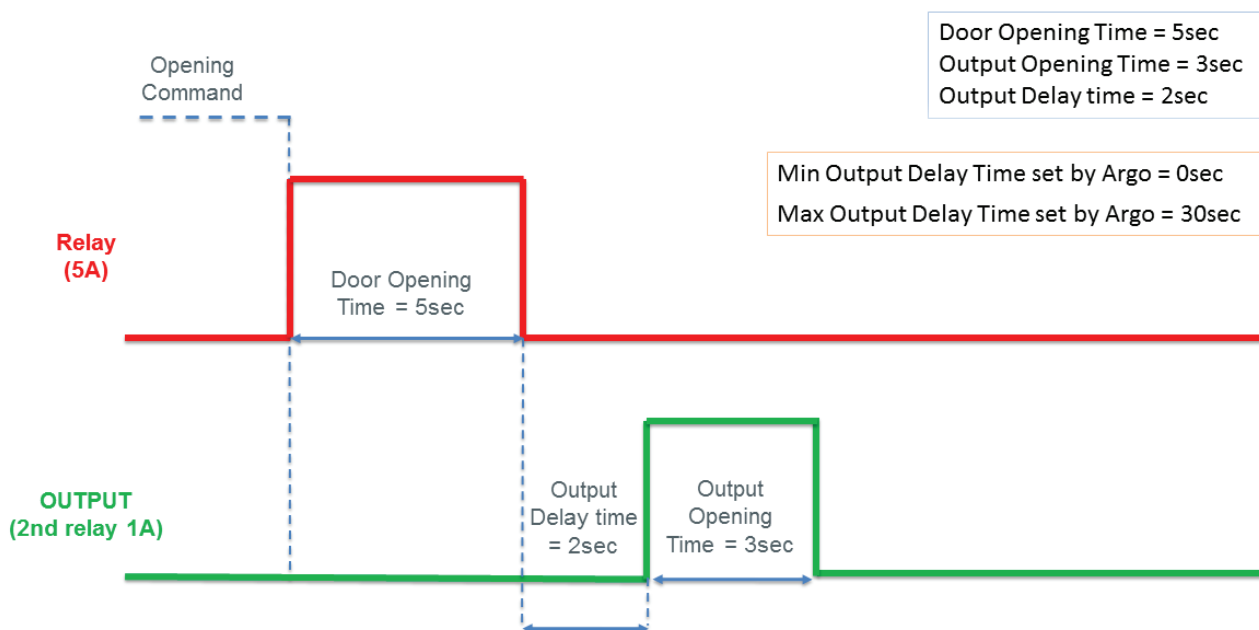 Door Opening Time = 5sec
Output Opening Time = 3sec
Output Delay time = 2sec
Opening
Command
Min Output Delay Time set by Argo = 0sec
Max Output Delay Time set by Argo = 30sec
Relay
(5A)
Door Opening
Time = 5sec
OUTPUT
(2nd relay 1A)
Output
Delay time
= 2sec
Output
Opening
Time = 3sec